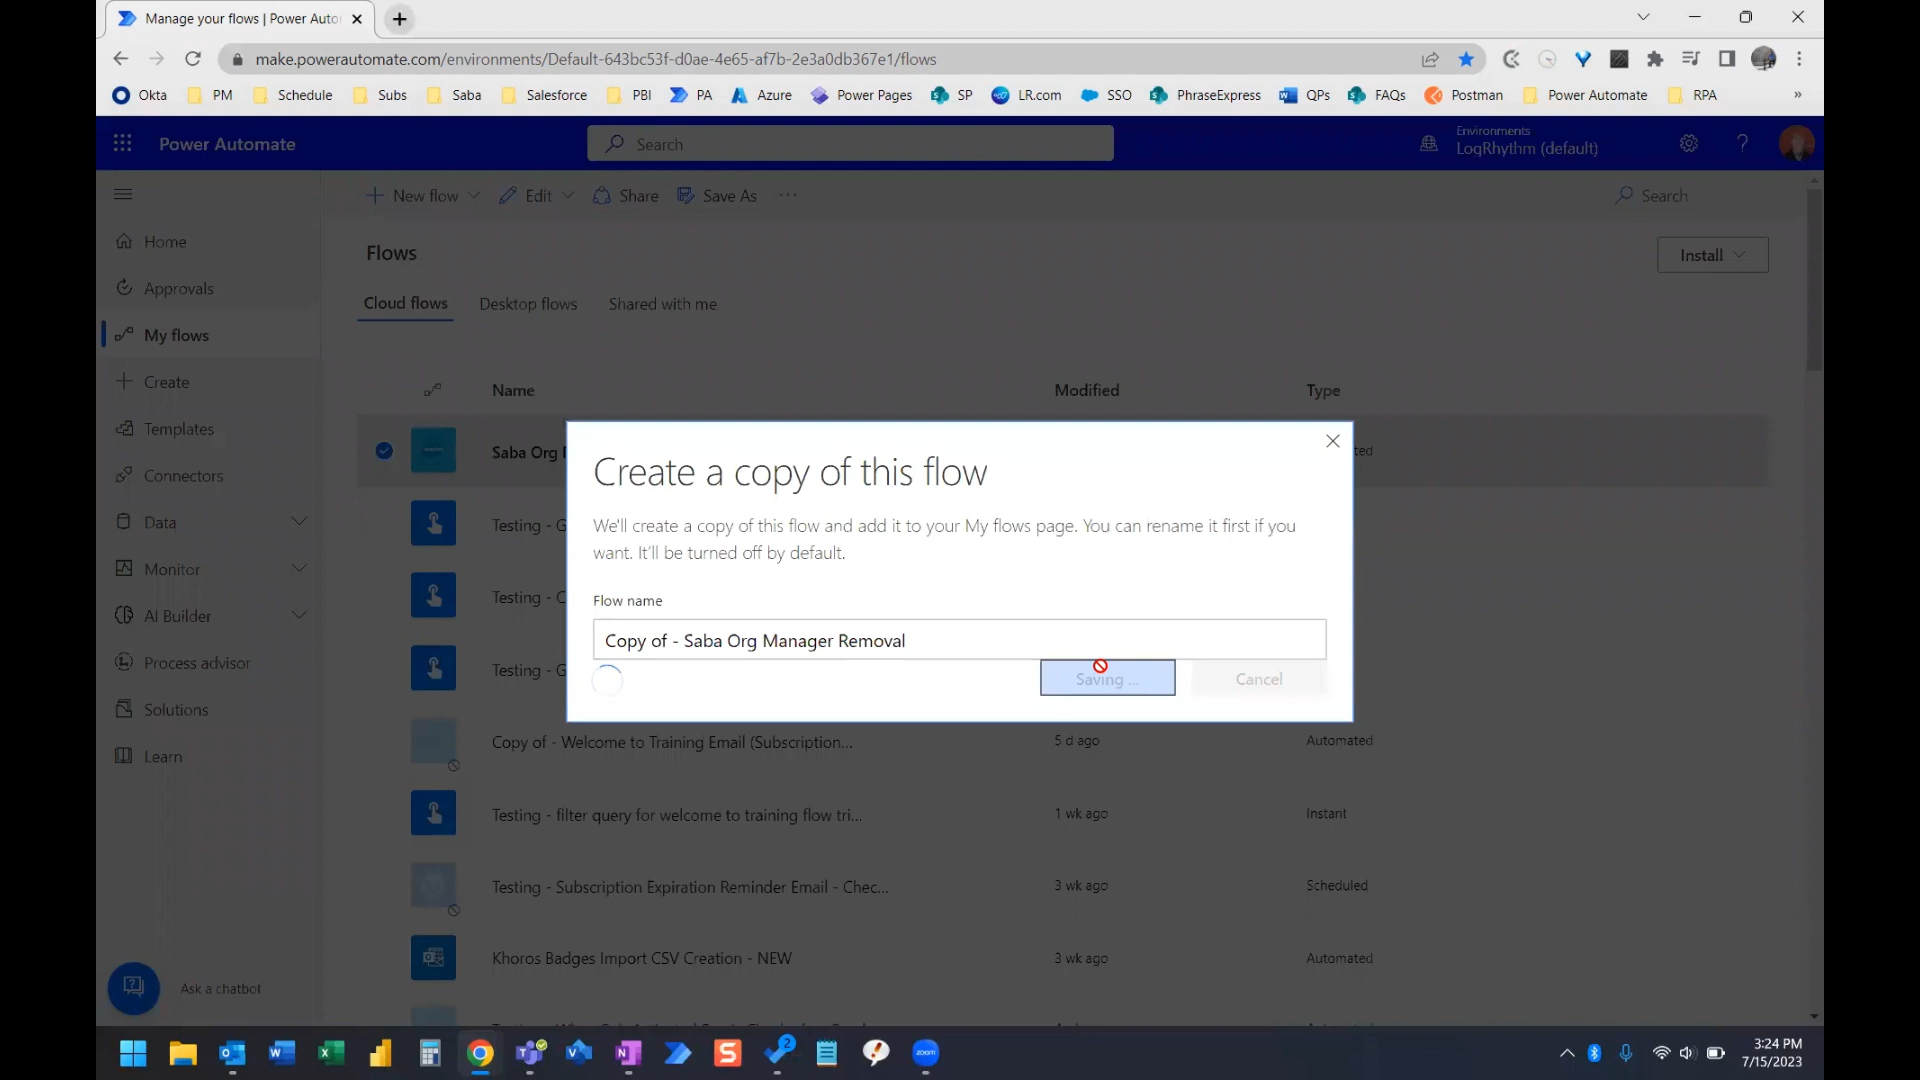 Manage your flows | Power Auto
make.powerautomate.com/environments/Default-643bc53f-d0ae-4e65-af7b-2e3a0db367e1/flows
Okta PM Schedule Subs Saba Salesforce PBI PA Azure Power Pages SP LR.com SSO PhraseExpress QPs FAQs Postman Power Automate RPA »
Power Automate
Search
Environments
LogRhythm (default)
New flow Edit Share Save As ···
Search
Home
Approvals
My flows
Create
Templates
Connectors
Data
Monitor
AI Builder
Process advisor
Solutions
Learn
Ask a chatbot
Flows
Install
Cloud flows Desktop flows Shared with me
Name Modified Type
Saba Org
Testing - G
Testing - C
Testing - G
Copy of - Welcome to Training Email (Subscription... 5 d ago Automated
Testing - filter query for welcome to training flow tri... 1 wk ago Instant
Testing - Subscription Expiration Reminder Email - Chec... 3 wk ago Scheduled
Khoros Badges Import CSV Creation - NEW 3 wk ago Automated
Create a copy of this flow
We'll create a copy of this flow and add it to your My flows page. You can rename it first if you
want. It'll be turned off by default.
Flow name
Copy of - Saba Org Manager Removal
Saving ... Cancel
zoom
2
3:24 PM
7/15/2023